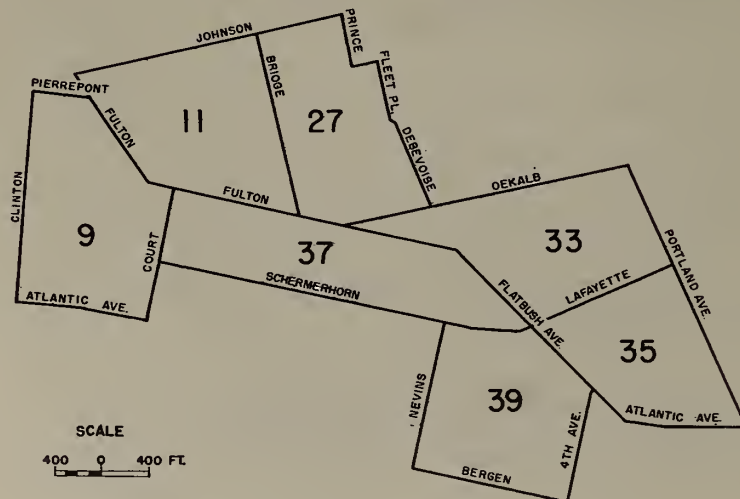 JOHNSON
PRINCE
PIERREPONT
BRIDGE
FLEET PL.
11
27
FULTON
DEBEVOISE
CLINTON
FULTON
OEKALB
9
COURT
37
33
PORTLAND AVE.
SCHERMERHORN
LAFAYETTE
FLATBUSH AVE.
ATLANTIC AVE.
35
NEVINS
39
4TH AVE.
ATLANTIC AVE.
SCALE
400 0 400 FT.
BERGEN